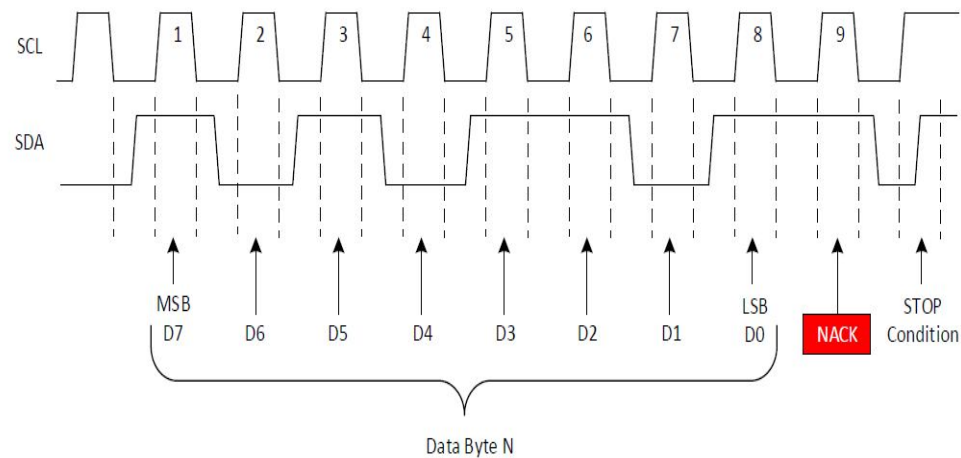 SCL
1 2 3 4 5 6 7 8 9
SDA
MSB LSB STOP
D7 D6 D5 D4 D3 D2 D1 D0 NACK Condition
Data Byte N